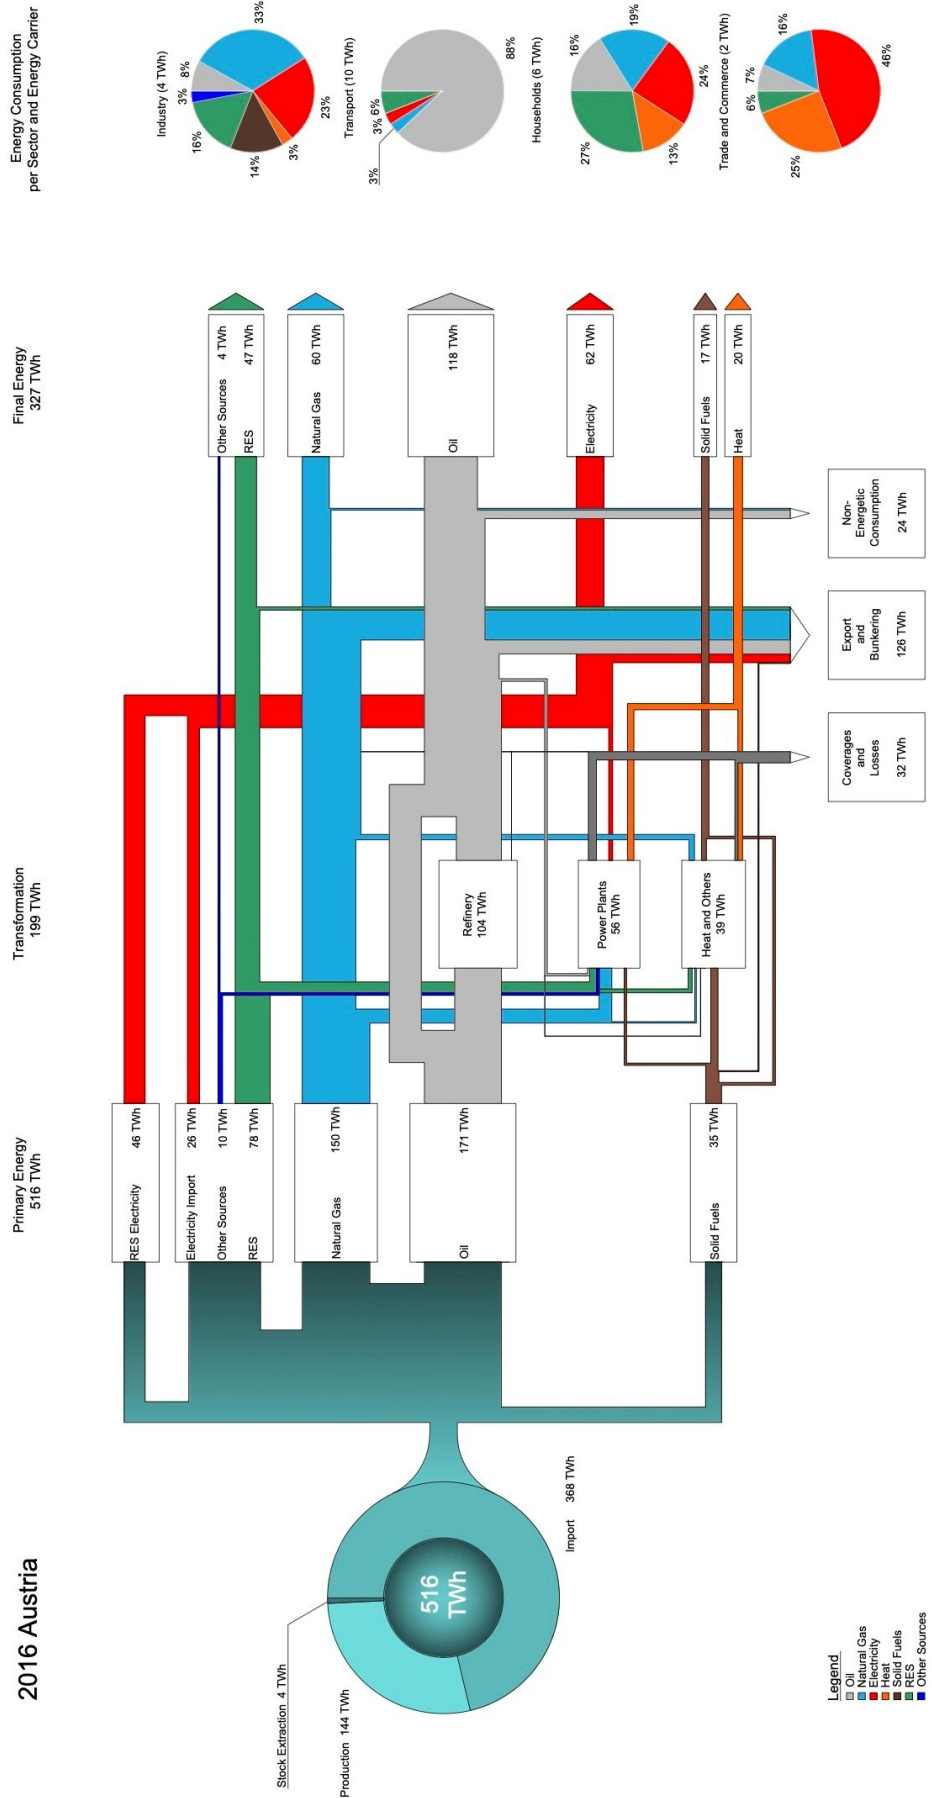 2016 Austria
Primary Energy
516 TWh
Transformation
199 TWh
Final Energy
327 TWh
Energy Consumption
per Sector and Energy Carrier
Stock Extraction 4 TWh
Production 144 TWh
516
TWh
Import 368 TWh
RES Electricity 46 TWh
Electricity Import 26 TWh
Other Sources 10 TWh
RES 78 TWh
Natural Gas 150 TWh
Oil 171 TWh
Solid Fuels 35 TWh
Refinery
104 TWh
Power Plants
56 TWh
Heat and Others
39 TWh
Other Sources 4 TWh
RES 47 TWh
Natural Gas 60 TWh
Oil 118 TWh
Electricity 62 TWh
Solid Fuels 17 TWh
Heat 20 TWh
Coverages
and
Losses
32 TWh
Export
and
Bunkering
126 TWh
Non-
Energetic
Consumption
24 TWh
Industry (4 TWh)
3%
8%
33%
23%
3%
14%
16%
Transport (10 TWh)
3%
3%
6%
88%
Households (6 TWh)
16%
19%
24%
13%
27%
Trade and Commerce (2 TWh)
6%
7%
16%
46%
25%
Legend
Oil
Natural Gas
Electricity
Heat
Solid Fuels
RES
Other Sources